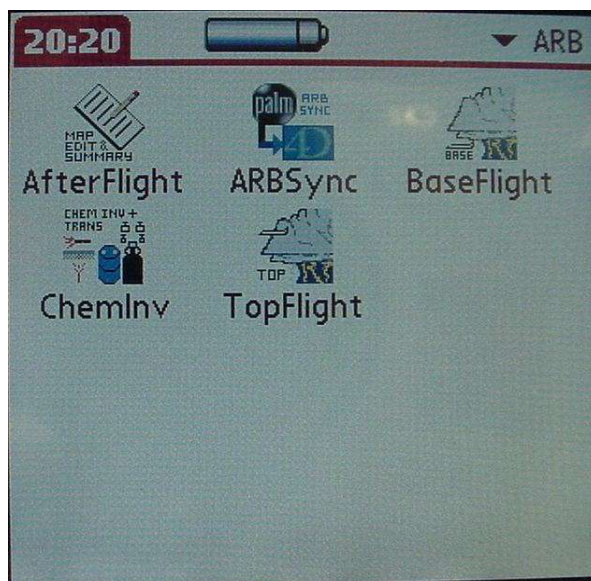 20:20
ARB
MAP
EDIT &
SUMMARY
AfterFlight
palm ARB
SYNC
4D
ARBSync
BASE
BaseFlight
CHEM INV +
TRANS
ChemInv
TOP
TopFlight